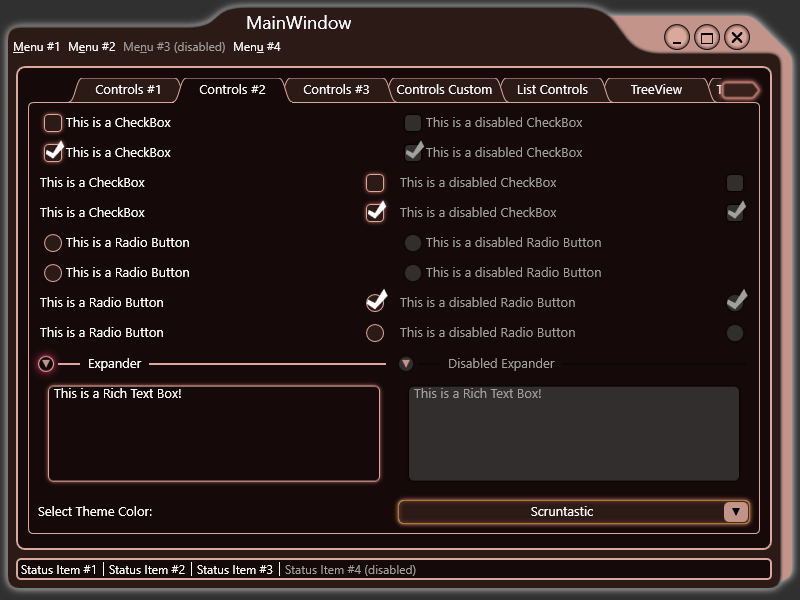 MainWindow
Menu #1 Menu #2 Menu #3 (disabled) Menu #4
Controls #1 Controls #2 Controls #3 Controls Custom List Controls TreeView T
This is a CheckBox This is a disabled CheckBox
This is a CheckBox This is a disabled CheckBox
This is a CheckBox This is a disabled CheckBox
This is a CheckBox This is a disabled CheckBox
This is a Radio Button This is a disabled Radio Button
This is a Radio Button This is a disabled Radio Button
This is a Radio Button This is a disabled Radio Button
This is a Radio Button This is a disabled Radio Button
Expander Disabled Expander
This is a Rich Text Box! This is a Rich Text Box!
Select Theme Color: Scruntastic
Status Item #1 Status Item #2 Status Item #3 Status Item #4 (disabled)